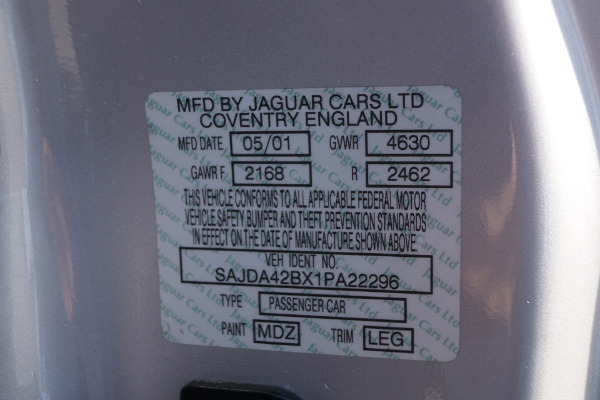 MFD BY JAGUAR CARS LTD
COVENTRY ENGLAND
MFD DATE 05/01 GVWR 4630
GAWR F 2168 R 2462
THIS VEHICLE CONFORMS TO ALL APPLICABLE FEDERAL MOTOR
VEHICLE SAFETY BUMPER AND THEFT PREVENTION STANDARDS
IN EFFECT ON THE DATE OF MANUFACTURE SHOWN ABOVE
VEH IDENT NO.
SAJDA42BX1PA22296
TYPE PASSENGER CAR
PAINT MDZ TRIM LEG